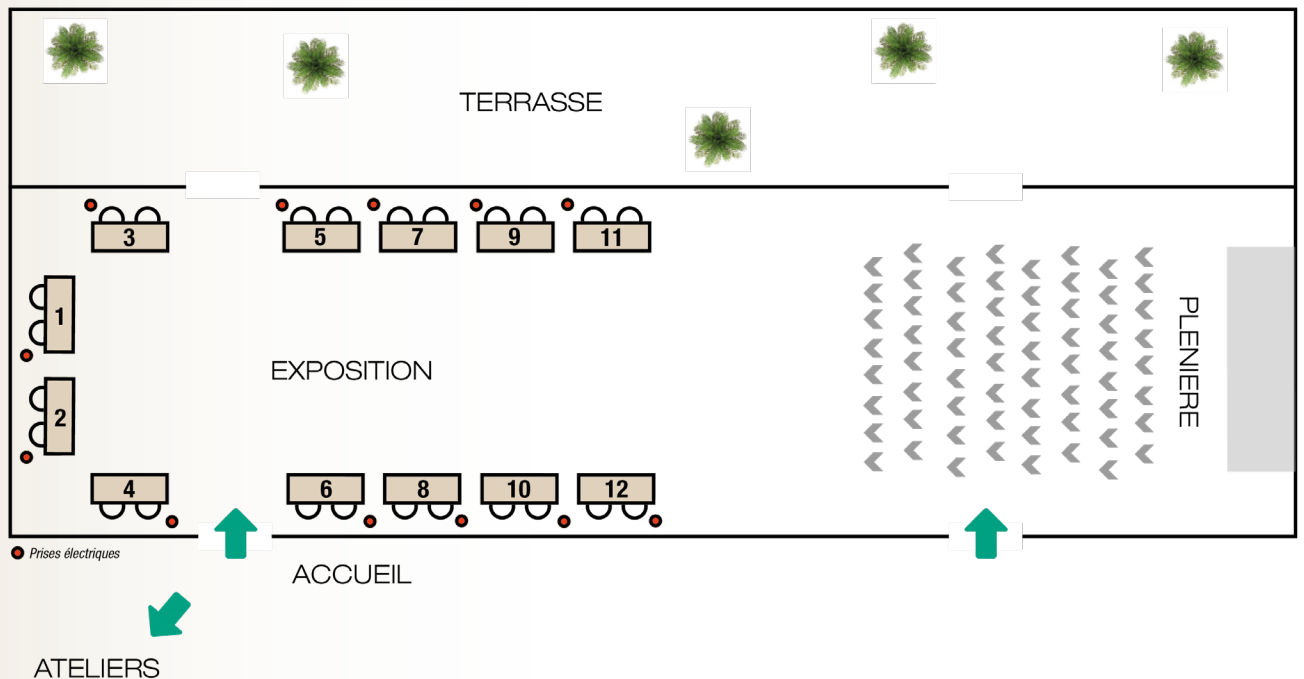 TERRASSE
3
5
7
9
11
1
EXPOSITION
PLENIERE
2
4
6
8
10
12
Prises électriques
ACCUEIL
ATELIERS